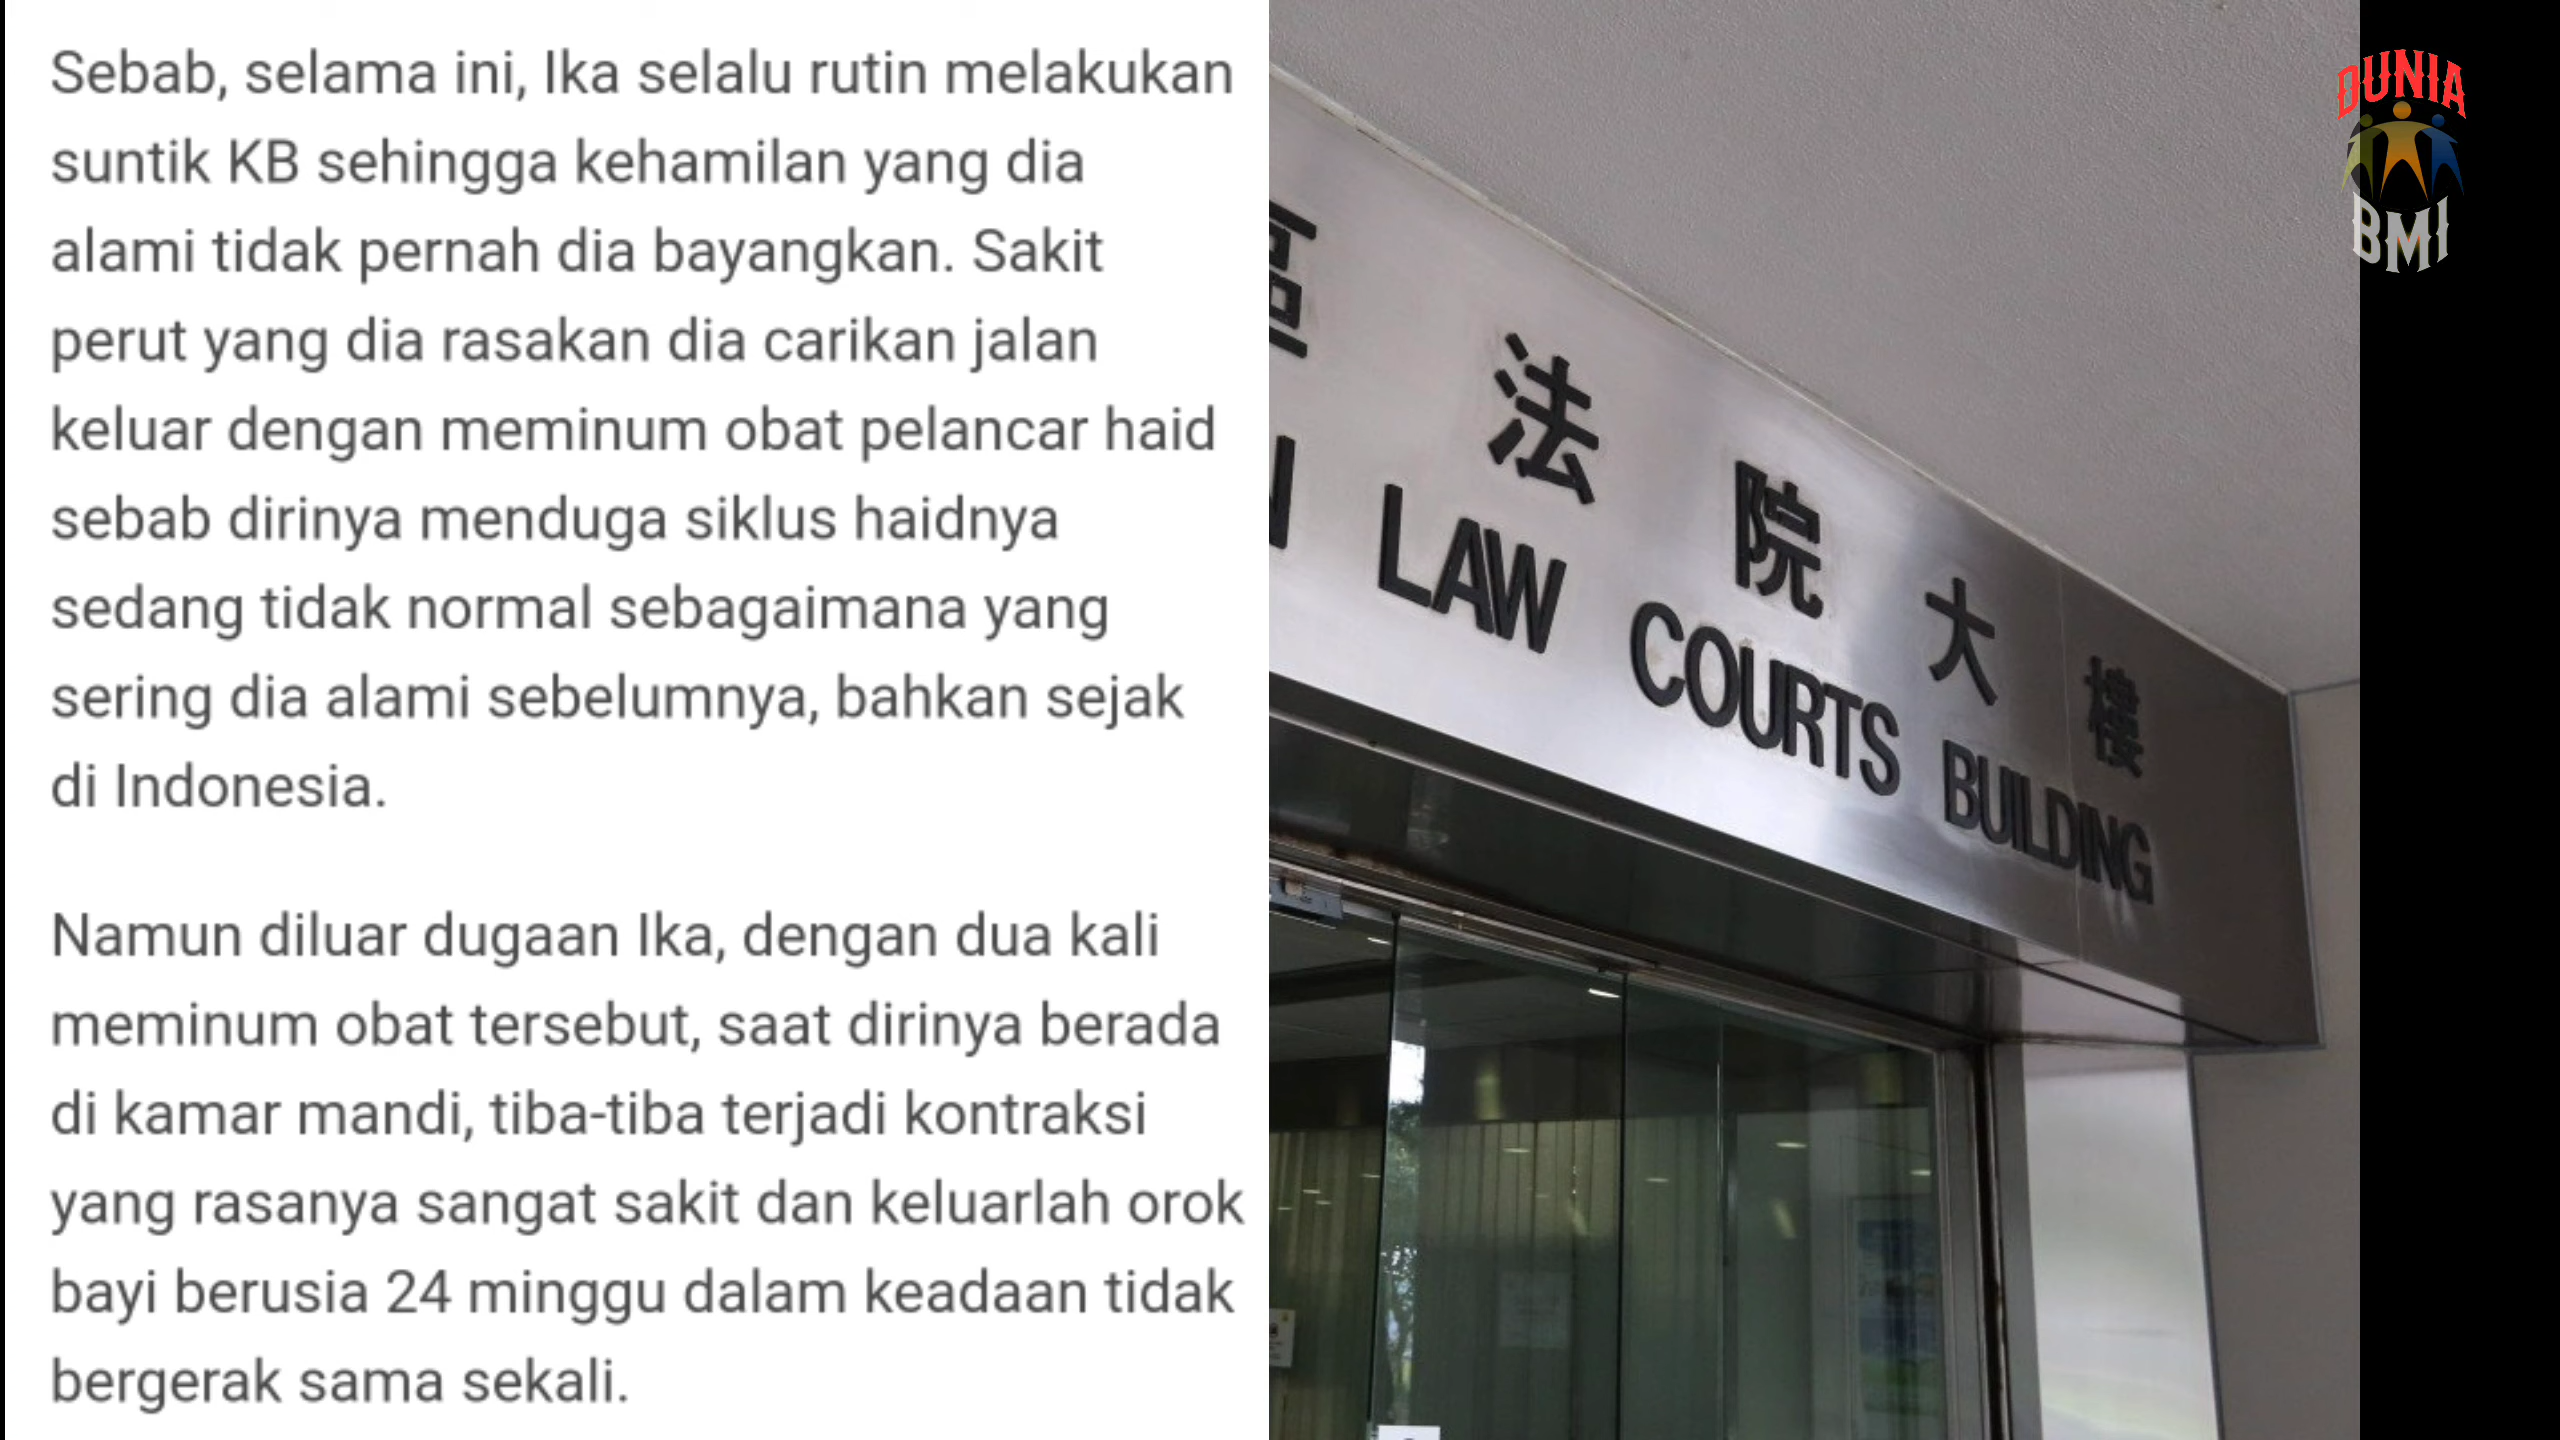 Sebab, selama ini, Ika selalu rutin melakukan
suntik KB sehingga kehamilan yang dia
alami tidak pernah dia bayangkan. Sakit
perut yang dia rasakan dia carikan jalan
keluar dengan meminum obat pelancar haid
sebab dirinya menduga siklus haidnya
sedang tidak normal sebagaimana yang
sering dia alami sebelumnya, bahkan sejak
di Indonesia.
Namun diluar dugaan Ika, dengan dua kali
meminum obat tersebut, saat dirinya berada
di kamar mandi, tiba-tiba terjadi kontraksi
yang rasanya sangat sakit dan keluarlah orok
bayi berusia 24 minggu dalam keadaan tidak
bergerak sama sekali.
法院大樓
LAW COURTS BUILDING
DUNIA
BMI